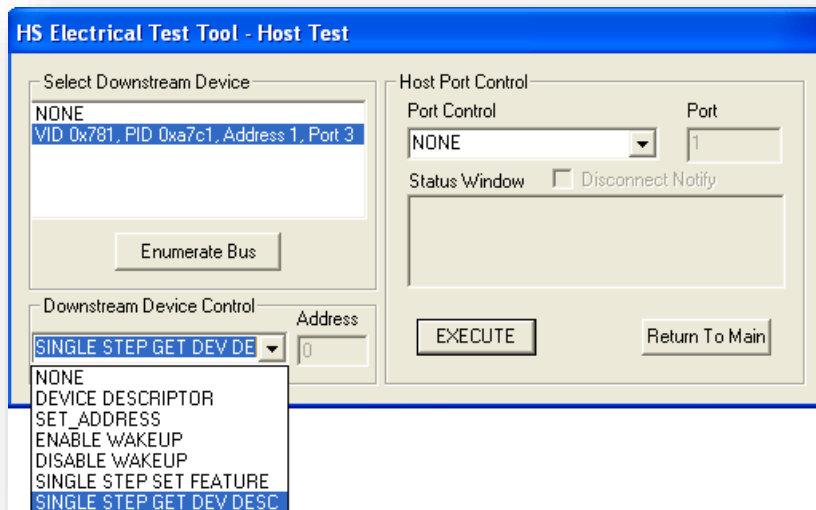 HS Electrical Test Tool - Host Test
Select Downstream Device
NONE
VID 0x781, PID 0xa7c1, Address 1, Port 3
Enumerate Bus
Downstream Device Control
Address
SINGLE STEP GET DEV DE
0
NONE
DEVICE DESCRIPTOR
SET_ADDRESS
ENABLE WAKEUP
DISABLE WAKEUP
SINGLE STEP SET FEATURE
SINGLE STEP GET DEV DESC
Host Port Control
Port Control
Port
NONE
1
Status Window
Disconnect Notify
EXECUTE
Return To Main